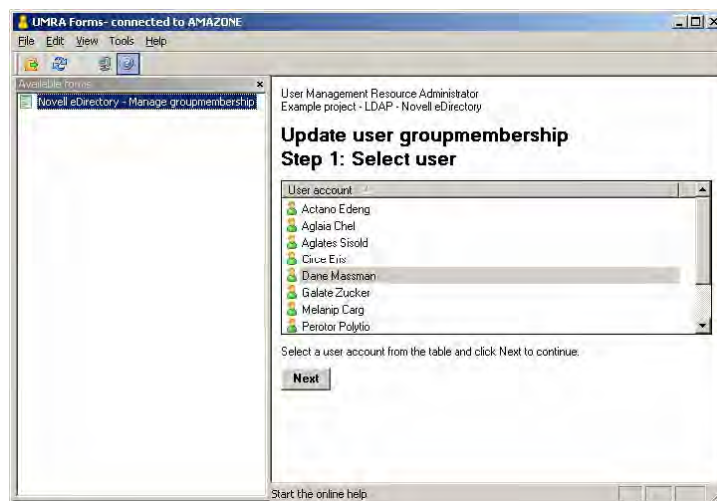 UMRA Forms- connected to AMAZONE
File Edit View Tools Help
Available forms
Novell eDirectory - Manage groupmembership
User Management Resource Administrator
Example project - LDAP - Novell eDirectory
Update user groupmembership
Step 1: Select user
User account
Actano Edeng
Aglaia Chel
Aglates Sisold
Circe Eris
Dane Massman
Galate Zucker
Melanip Carg
Perotor Polytio
Select a user account from the table and click Next to continue.
Next
Start the online help